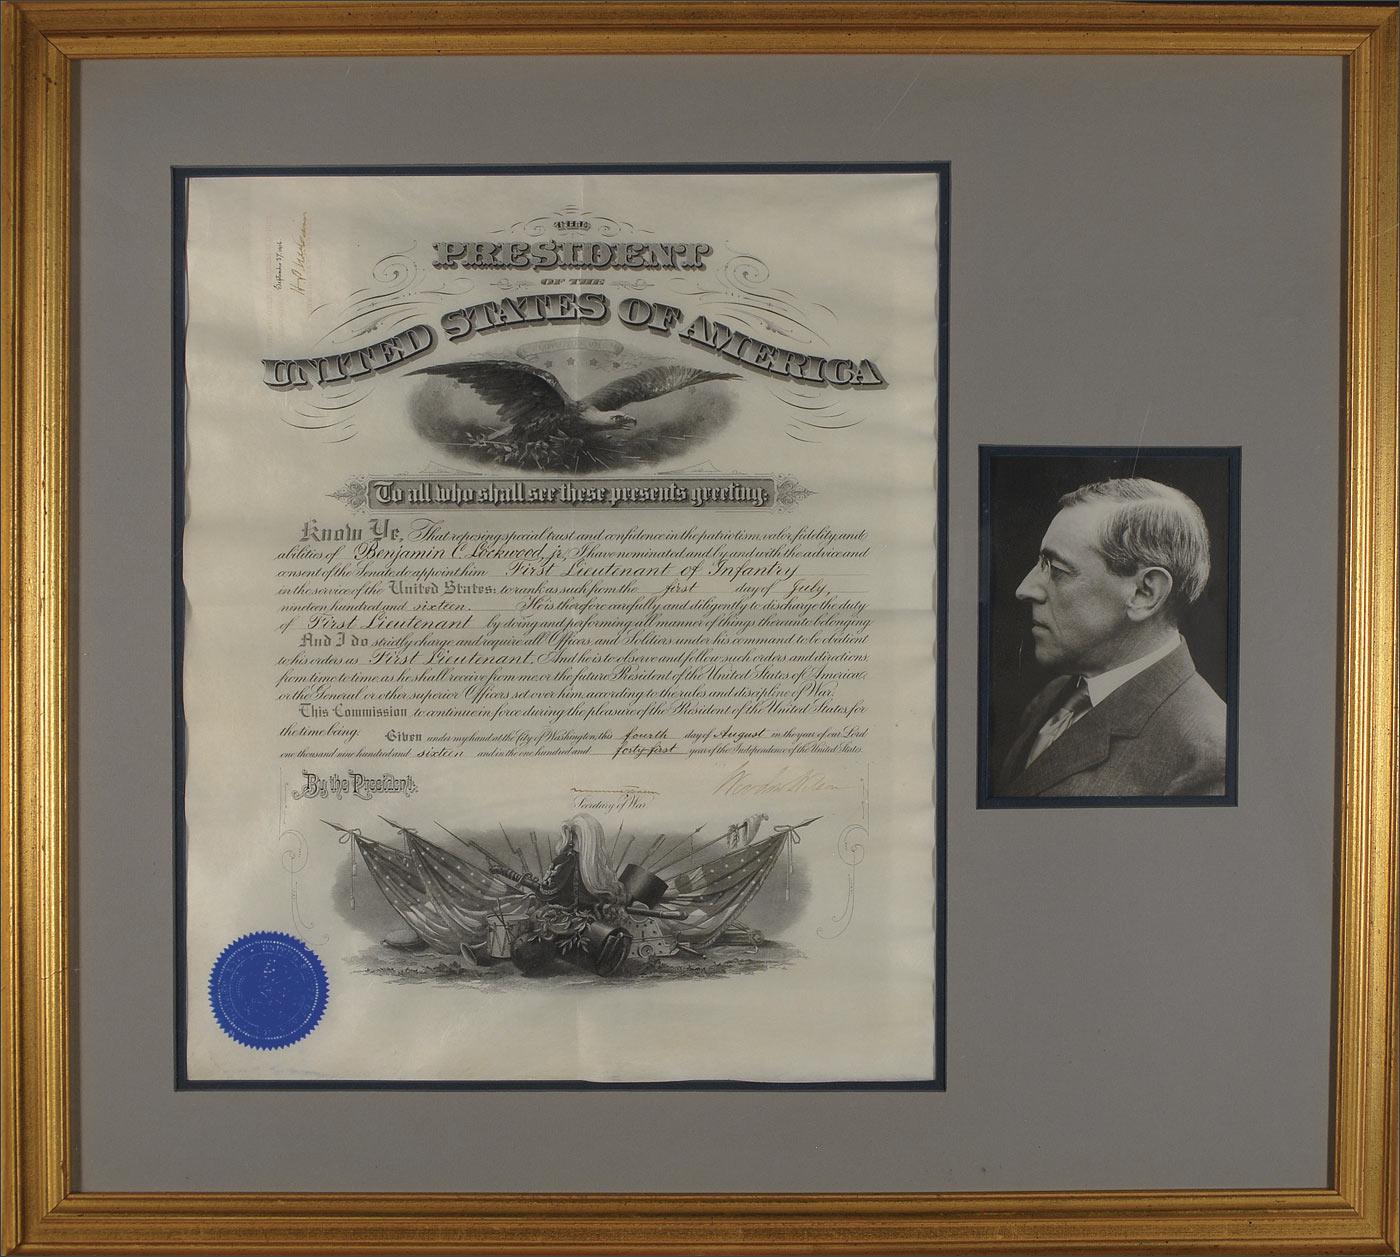 THE
PRESIDENT
OF THE
UNITED STATES OF AMERICA
To all who shall see these presents greeting:
Know Ye, That reposing special trust and confidence in the patriotism, valor, fidelity, and
abilities of Benjamin C. Lockwood, jr., I have nominated and by and with the advice and
consent of the Senate do appoint him First Lieutenant of Infantry
in the service of the United States: to rank as such from the first day of July,
nineteen hundred and sixteen. He is therefore carefully and diligently to discharge the duty
of First Lieutenant by doing and performing all manner of things thereunto belonging.
And I do strictly charge and require all Officers and Soldiers under his command to be obedient
to his orders as First Lieutenant. And he is to observe and follow such orders and directions,
from time to time, as he shall receive from me, or the future President of the United States of America,
or the General or other superior Officers set over him, according to the rules and discipline of War.
This Commission to continue in force during the pleasure of the President of the United States, for
the time being.
Given under my hand at the City of Washington, this fourth day of August in the year of our Lord
one thousand nine hundred and sixteen and in the one hundred and forty-first year of the Independence of the United States.
By the President:
Woodrow Wilson
Secretary of War.